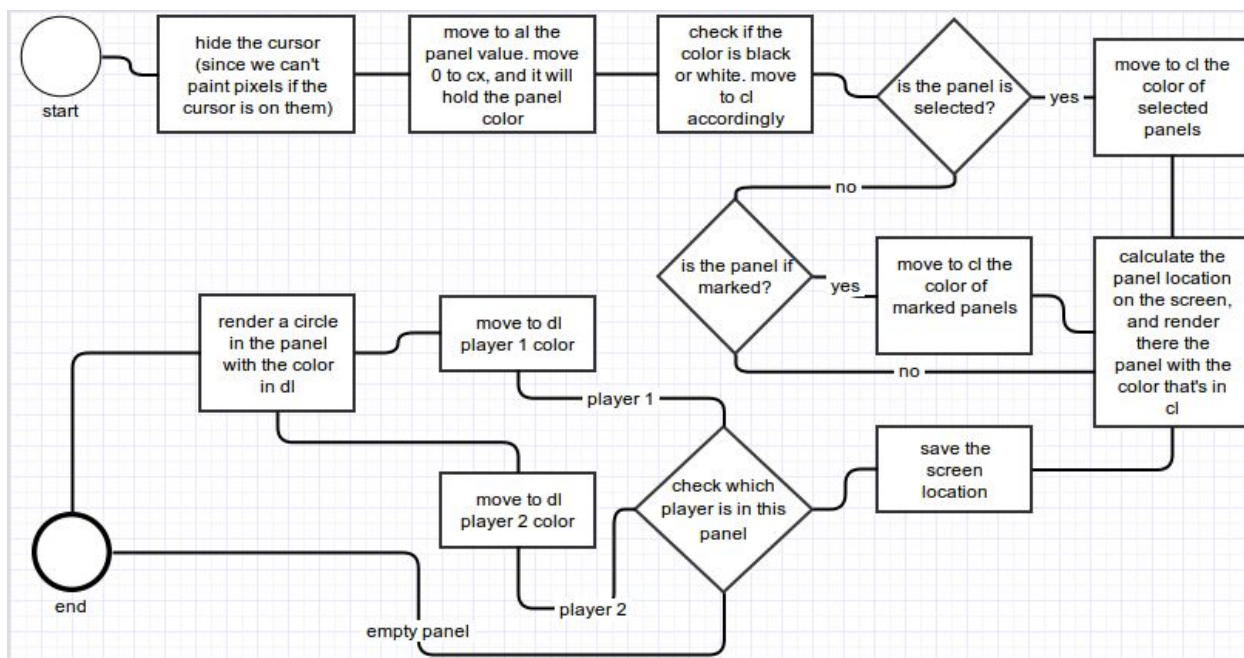 start
hide the cursor
(since we can't
paint pixels if the
cursor is on them)
move to al the
panel value. move
0 to cx, and it will
hold the panel
color
check if the
color is black
or white. move
to cl
accordingly
is the panel is
selected?
yes
move to cl the
color of
selected
panels
no
is the panel if
marked?
yes
move to cl the
color of
marked panels
no
calculate the
panel location
on the screen,
and render
there the
panel with the
color that's in
cl
save the
screen
location
check which
player is in this
panel
player 1
move to dl
player 1 color
player 2
move to dl
player 2 color
render a circle
in the panel
with the color
in dl
empty panel
end